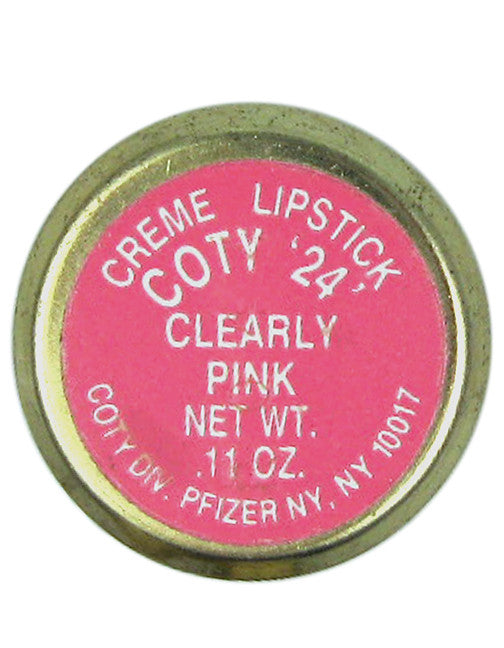 CREME LIPSTICK
COTY '24'
CLEARLY
PINK
NET WT.
.11 OZ.
COTY DIV. PFIZER NY, NY 10017